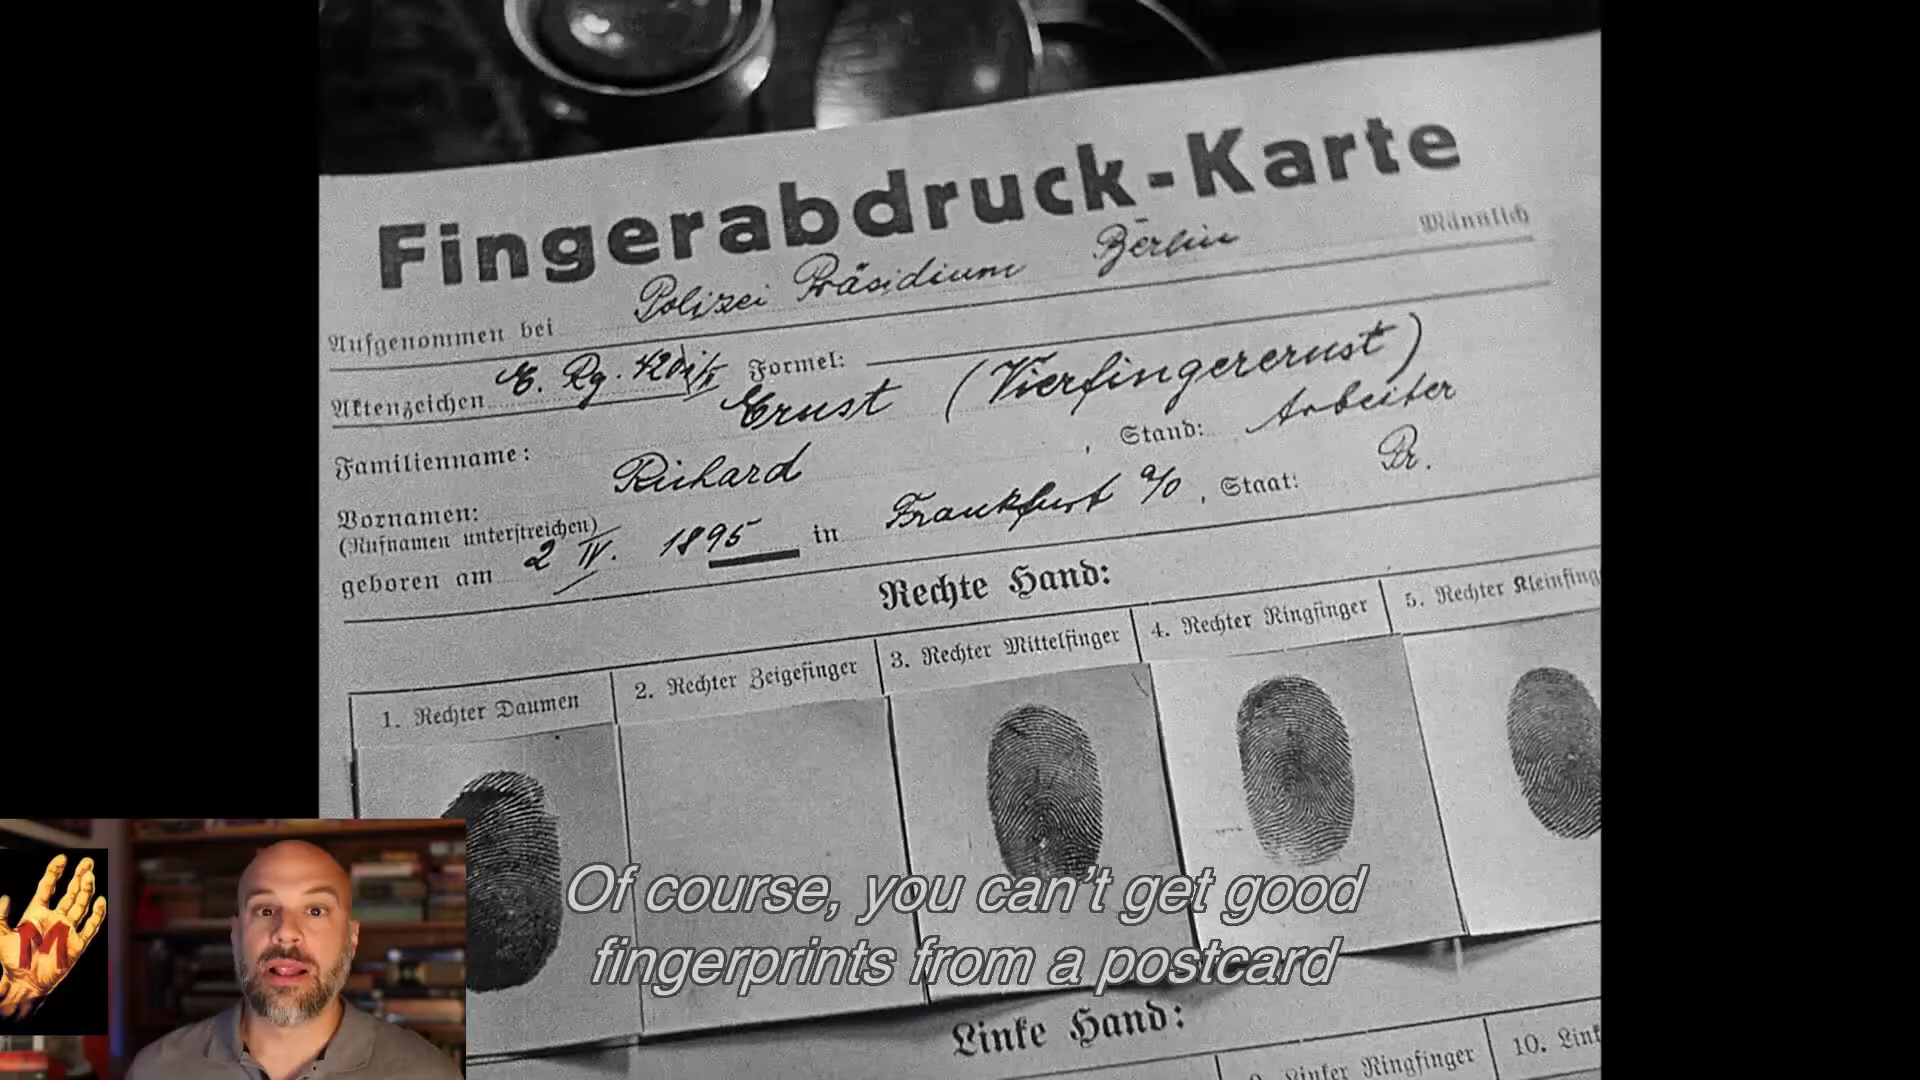 Fingerabdruck-Karte
Männlich
Aufgenommen bei Polizei Präsidium Berlin
Aktenzeichen E. Rg. Formel:
Familienname: Ernst (Vierfingerernst)
Vornamen: Richard, Stand: Arbeiter
(Rufnamen unterstreichen)
geboren am 2 IV. 1895 in Frankfurt a/O, Staat: Pr.
Rechte Hand:
1. Rechter Daumen
2. Rechter Zeigefinger
3. Rechter Mittelfinger
4. Rechter Ringfinger
5. Rechter Kleinfing
Of course, you can't get good
fingerprints from a postcard
Linke Hand:
9. Linker Ringfinger
10. Link
M